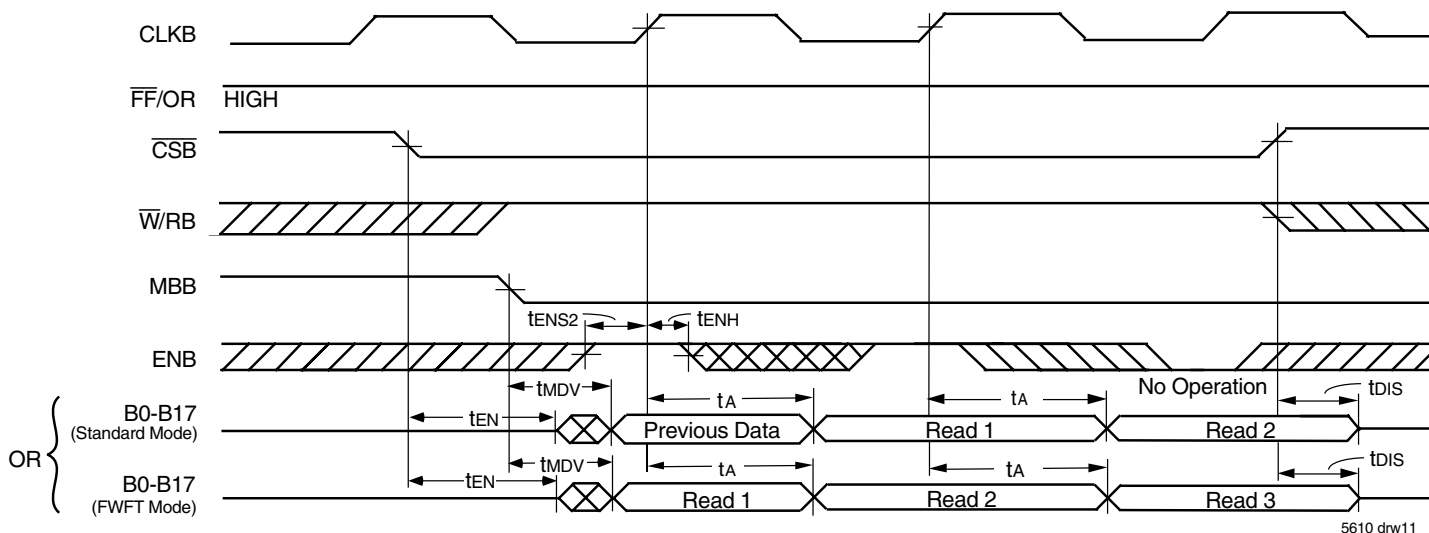 CLKB
FF/OR HIGH
CSB
W/RB
MBB
tENS2 tENH
ENB
No Operation
tMDV tA tA tDIS
B0-B17 tEN
(Standard Mode) Previous Data Read 1 Read 2
OR
tMDV tA tA tDIS
B0-B17 tEN
(FWFT Mode) Read 1 Read 2 Read 3
5610 drw11